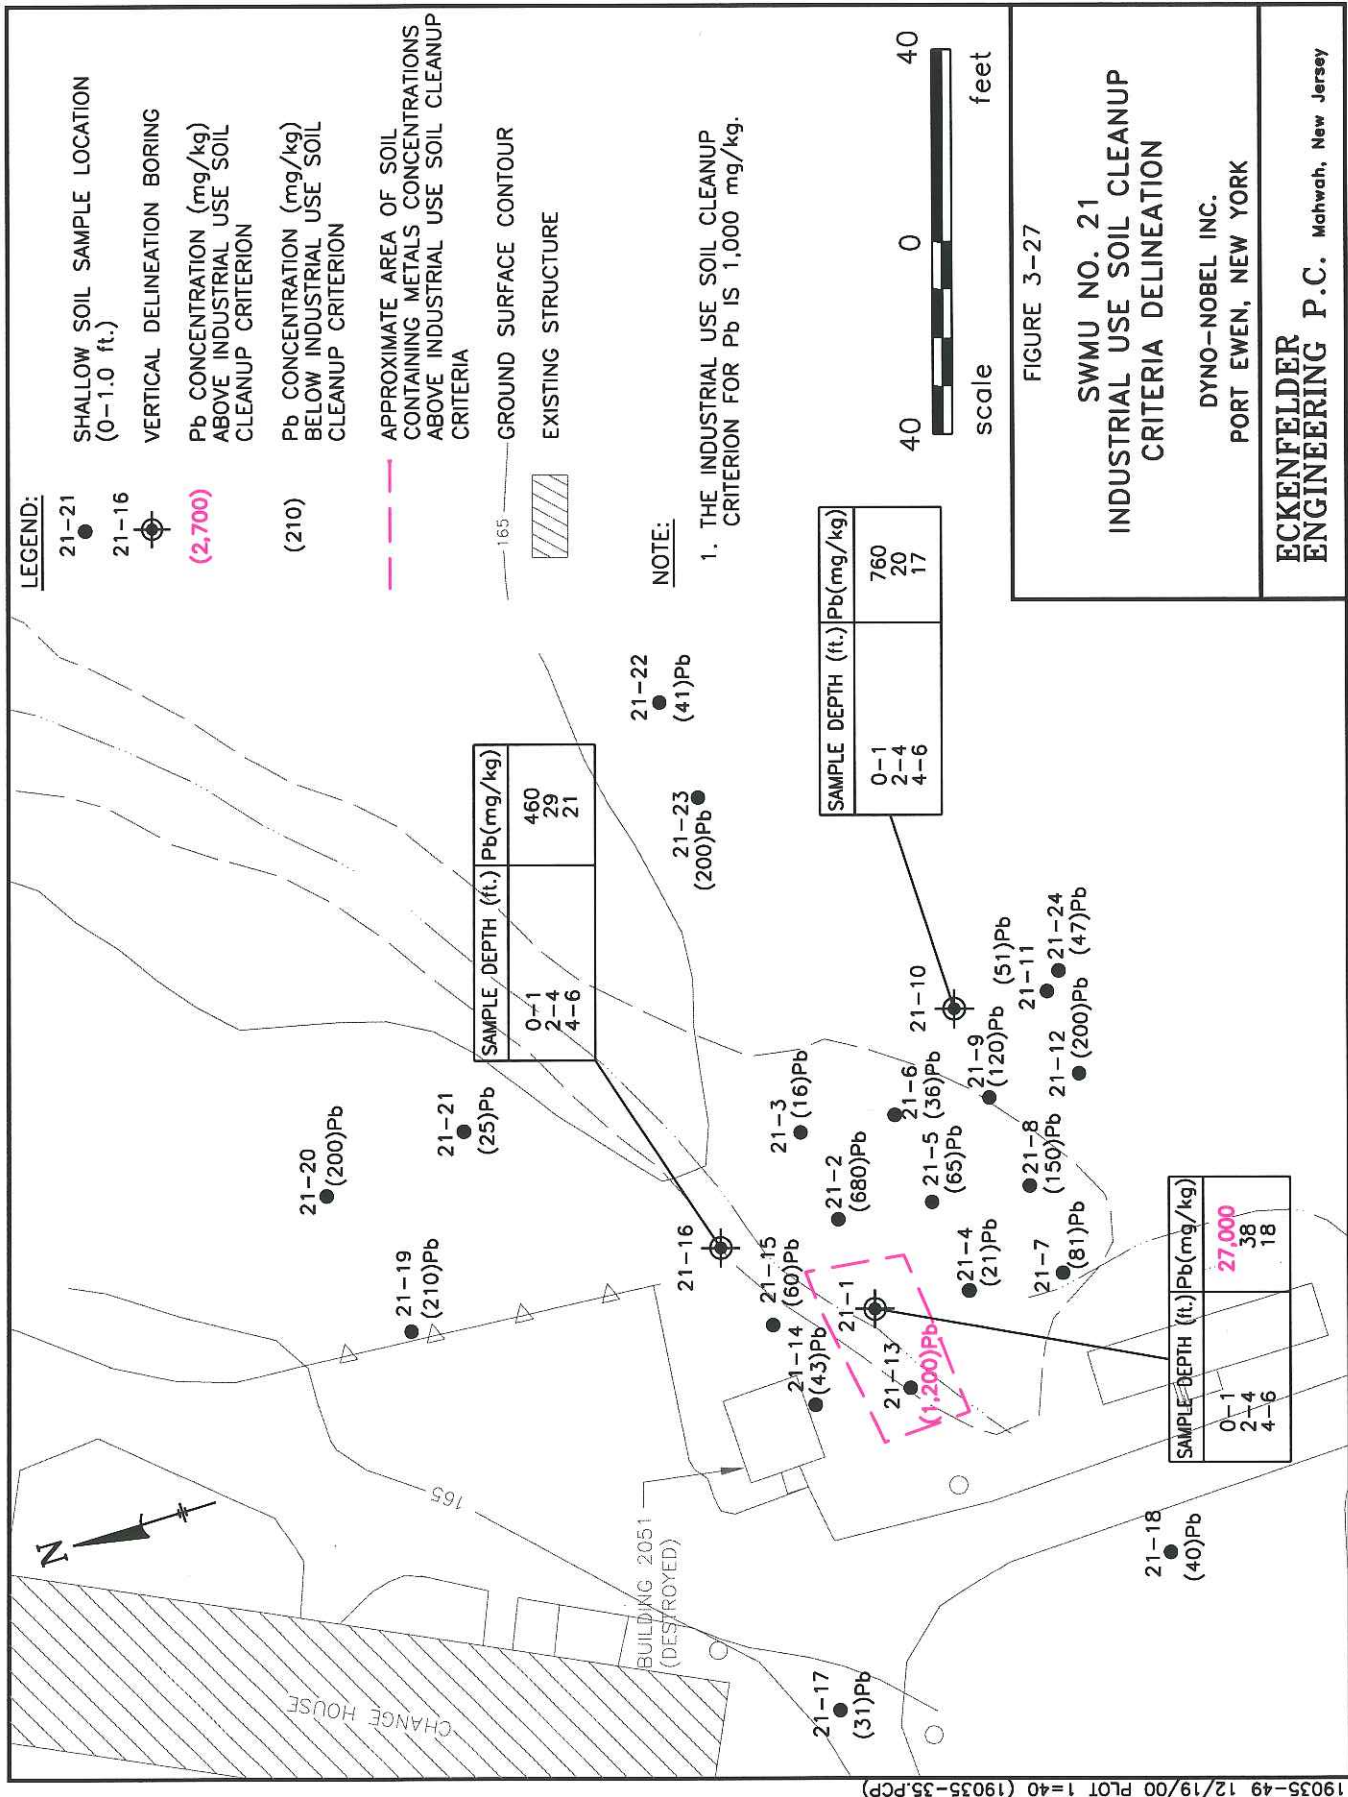 LEGEND:
21-21
SHALLOW SOIL SAMPLE LOCATION
(0-1.0 ft.)
21-16
VERTICAL DELINEATION BORING
(2,700)
Pb CONCENTRATION (mg/kg)
ABOVE INDUSTRIAL USE SOIL
CLEANUP CRITERION
(210)
Pb CONCENTRATION (mg/kg)
BELOW INDUSTRIAL USE SOIL
CLEANUP CRITERION
APPROXIMATE AREA OF SOIL
CONTAINING METALS CONCENTRATIONS
ABOVE INDUSTRIAL USE SOIL CLEANUP
CRITERIA
165
GROUND SURFACE CONTOUR
EXISTING STRUCTURE
NOTE:
1. THE INDUSTRIAL USE SOIL CLEANUP
CRITERION FOR Pb IS 1,000 mg/kg.
40 0 40
scale feet
FIGURE 3-27
SWMU NO. 21
INDUSTRIAL USE SOIL CLEANUP
CRITERIA DELINEATION
DYNO-NOBEL INC.
PORT EWEN, NEW YORK
ECKENFELDER
ENGINEERING P.C. Mahwah, New Jersey
N
CHANGE HOUSE
165
BUILDING 2051
(DESTROYED)
21-20
(200)Pb
21-19
(210)Pb
21-21
(25)Pb
SAMPLE DEPTH (ft.) Pb(mg/kg)
0-1 460
2-4 29
4-6 21
21-22
(41)Pb
21-23
(200)Pb
21-16
21-15
(60)Pb
21-14
(43)Pb
21-3
(16)Pb
21-2
(680)Pb
21-1
21-13
(1,200)Pb
21-6
(36)Pb
21-5
(65)Pb
21-4
(21)Pb
21-10
SAMPLE DEPTH (ft.) Pb(mg/kg)
0-1 760
2-4 20
4-6 17
21-9
(120)Pb
(51)Pb
21-11
21-24
(47)Pb
21-12
(200)Pb
21-8
(150)Pb
21-7
(81)Pb
SAMPLE DEPTH (ft.) Pb(mg/kg)
0-1 27,000
2-4 38
4-6 18
21-17
(31)Pb
21-18
(40)Pb
19035-49 12/19/00 PLOT 1=40 (19035-35.PCP)